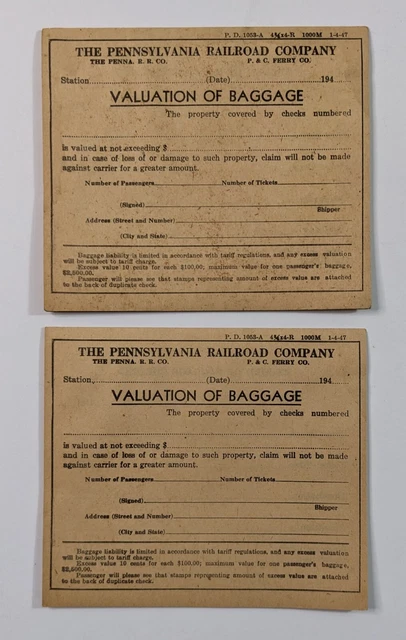 P. D. 1053-A 4¾x4-R 1000M 1-4-47
THE PENNSYLVANIA RAILROAD COMPANY
THE PENNA. R. R. CO. P. & C. FERRY CO.
Station (Date) 194
VALUATION OF BAGGAGE
The property covered by checks numbered
is valued at not exceeding $
and in case of loss of or damage to such property, claim will not be made
against carrier for a greater amount.
Number of Passengers Number of Tickets
(Signed)
Shipper
Address (Street and Number)
(City and State)
Baggage liability is limited in accordance with tariff regulations, and any excess valuation
will be subject to tariff charge.
Excess value 10 cents for each $100.00; maximum value for one passenger's baggage,
$2,500.00.
Passenger will please see that stamps representing amount of excess value are attached
to the back of duplicate check.
P. D. 1053-A 4¾x4-R 1000M 1-4-47
THE PENNSYLVANIA RAILROAD COMPANY
THE PENNA. R. R. CO. P. & C. FERRY CO.
Station (Date) 194
VALUATION OF BAGGAGE
The property covered by checks numbered
is valued at not exceeding $
and in case of loss of or damage to such property, claim will not be made
against carrier for a greater amount.
Number of Passengers Number of Tickets
(Signed)
Shipper
Address (Street and Number)
(City and State)
Baggage liability is limited in accordance with tariff regulations, and any excess valuation
will be subject to tariff charge.
Excess value 10 cents for each $100.00; maximum value for one passenger's baggage,
$2,500.00.
Passenger will please see that stamps representing amount of excess value are attached
to the back of duplicate check.